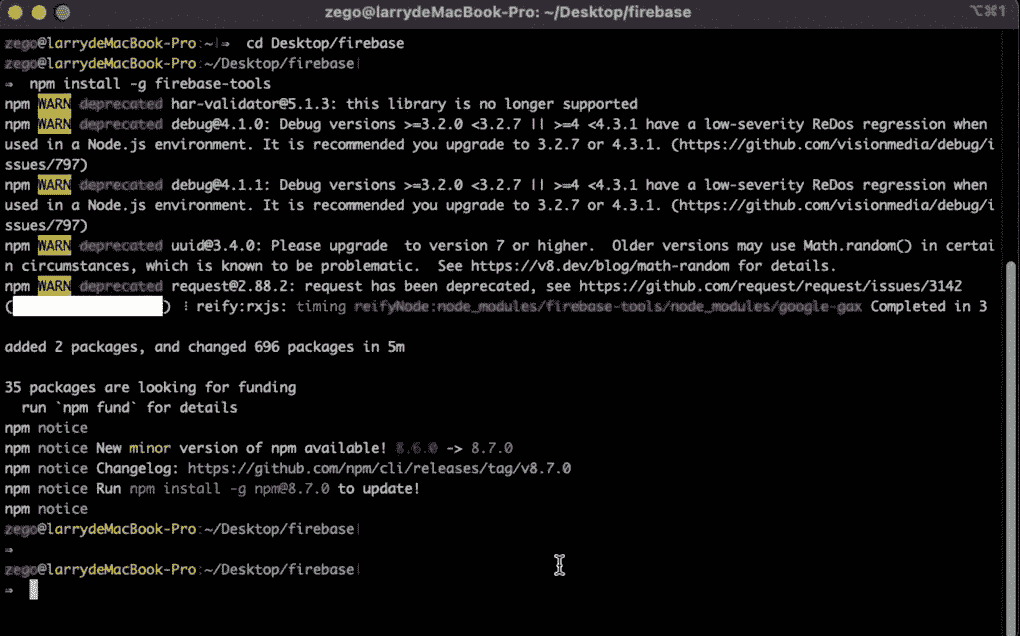 zego@larrydeMacBook-Pro: ~/Desktop/firebase
⌥⌘1
zego@larrydeMacBook-Pro:~|⇒  cd Desktop/firebase
zego@larrydeMacBook-Pro:~/Desktop/firebase|
⇒  npm install -g firebase-tools
npm WARN deprecated har-validator@5.1.3: this library is no longer supported
npm WARN deprecated debug@4.1.0: Debug versions >=3.2.0 <3.2.7 || >=4 <4.3.1 have a low-severity ReDos regression when
used in a Node.js environment. It is recommended you upgrade to 3.2.7 or 4.3.1. (https://github.com/visionmedia/debug/i
ssues/797)
npm WARN deprecated debug@4.1.1: Debug versions >=3.2.0 <3.2.7 || >=4 <4.3.1 have a low-severity ReDos regression when
used in a Node.js environment. It is recommended you upgrade to 3.2.7 or 4.3.1. (https://github.com/visionmedia/debug/i
ssues/797)
npm WARN deprecated uuid@3.4.0: Please upgrade  to version 7 or higher.  Older versions may use Math.random() in certai
n circumstances, which is known to be problematic.  See https://v8.dev/blog/math-random for details.
npm WARN deprecated request@2.88.2: request has been deprecated, see https://github.com/request/request/issues/3142
(                  ) ⠸ reify:rxjs: timing reifyNode:node_modules/firebase-tools/node_modules/google-gax Completed in 3
added 2 packages, and changed 696 packages in 5m
35 packages are looking for funding
  run `npm fund` for details
npm notice
npm notice New minor version of npm available! 8.6.0 -> 8.7.0
npm notice Changelog: https://github.com/npm/cli/releases/tag/v8.7.0
npm notice Run npm install -g npm@8.7.0 to update!
npm notice
zego@larrydeMacBook-Pro:~/Desktop/firebase|
⇒
zego@larrydeMacBook-Pro:~/Desktop/firebase|
⇒